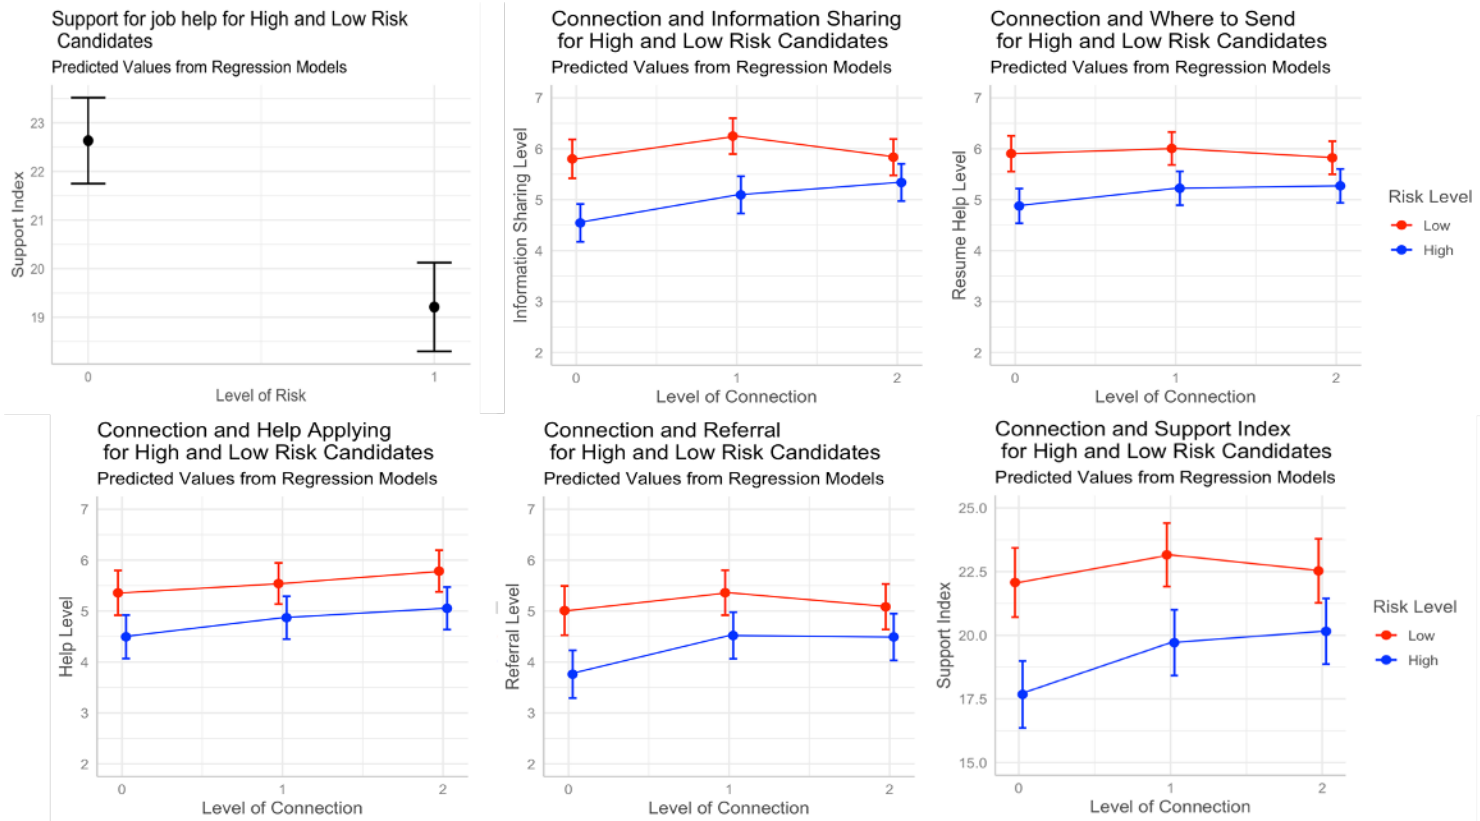 Support for job help for High and Low Risk
Candidates
Predicted Values from Regression Models
Support Index
23
22
21
20
19
0
1
Level of Risk
Connection and Information Sharing
for High and Low Risk Candidates
Predicted Values from Regression Models
Information Sharing Level
7
6
5
4
3
2
0
1
2
Level of Connection
Connection and Where to Send
for High and Low Risk Candidates
Predicted Values from Regression Models
Resume Help Level
7
6
5
4
3
2
0
1
2
Level of Connection
Risk Level
Low
High
Connection and Help Applying
for High and Low Risk Candidates
Predicted Values from Regression Models
Help Level
7
6
5
4
3
2
0
1
2
Level of Connection
Connection and Referral
for High and Low Risk Candidates
Predicted Values from Regression Models
Referral Level
7
6
5
4
3
2
0
1
2
Level of Connection
Connection and Support Index
for High and Low Risk Candidates
Predicted Values from Regression Models
Support Index
25.0
22.5
20.0
17.5
15.0
0
1
2
Level of Connection
Risk Level
Low
High